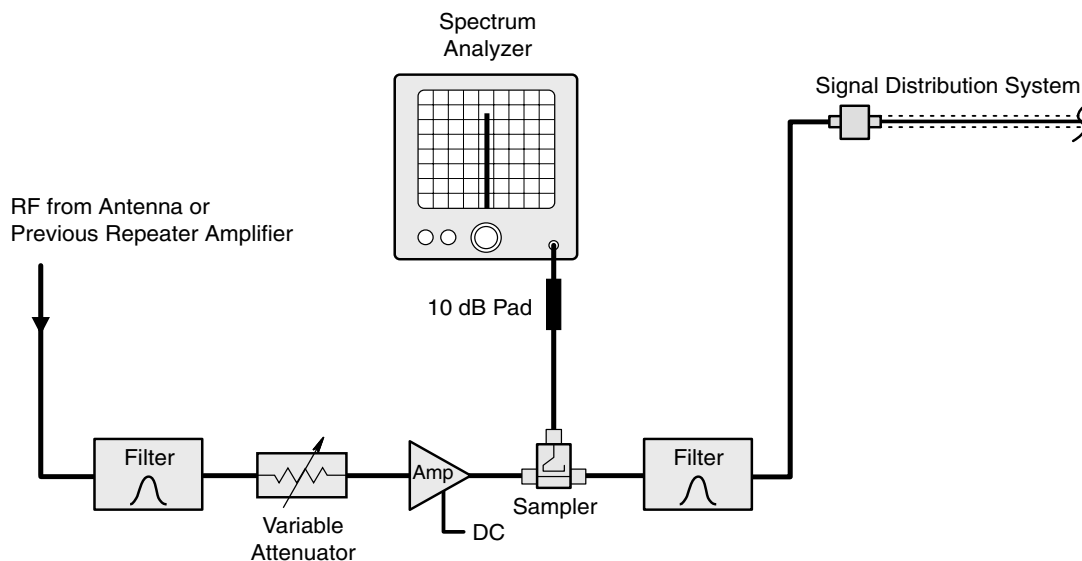 Spectrum
Analyzer
Signal Distribution System
RF from Antenna or
Previous Repeater Amplifier
10 dB Pad
Filter
Amp
Filter
Sampler
Variable
Attenuator
DC